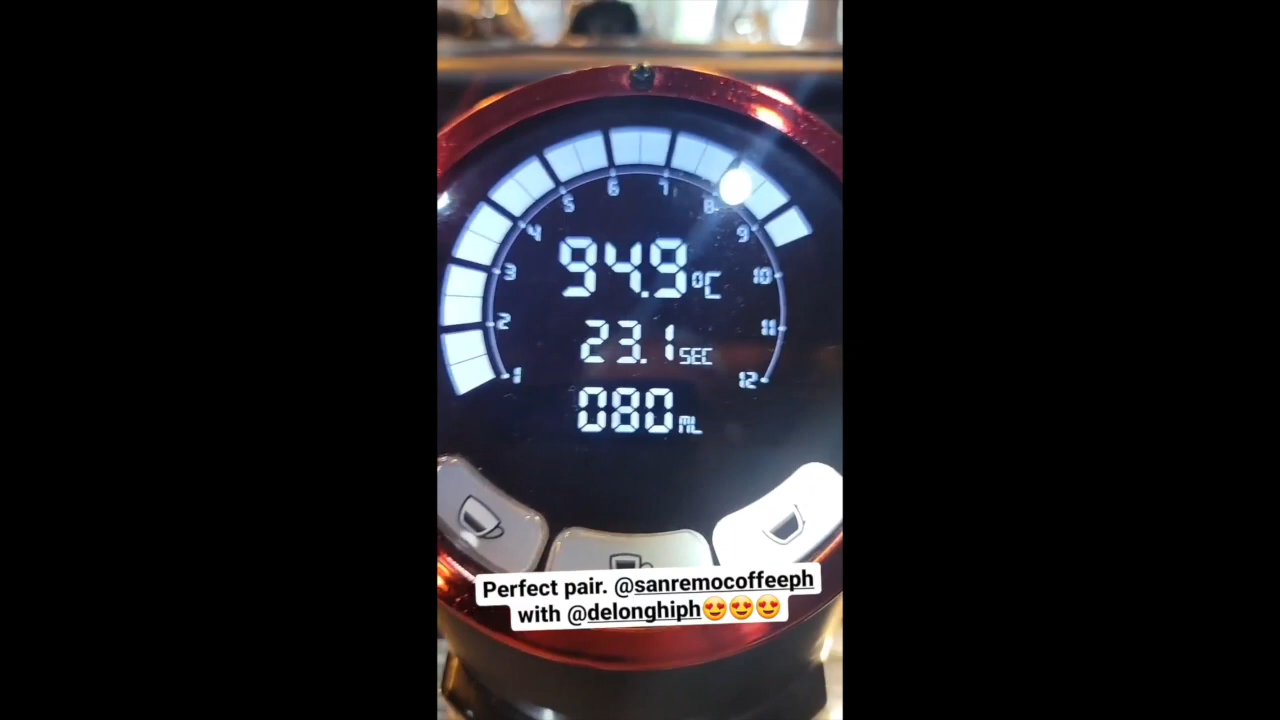 1
2
3
4
5
6
7
8
9
10
11
12
94.9 °C
23.1 SEC
080 ML
Perfect pair. @sanremocoffeeph
with @delonghiph😍😍😍